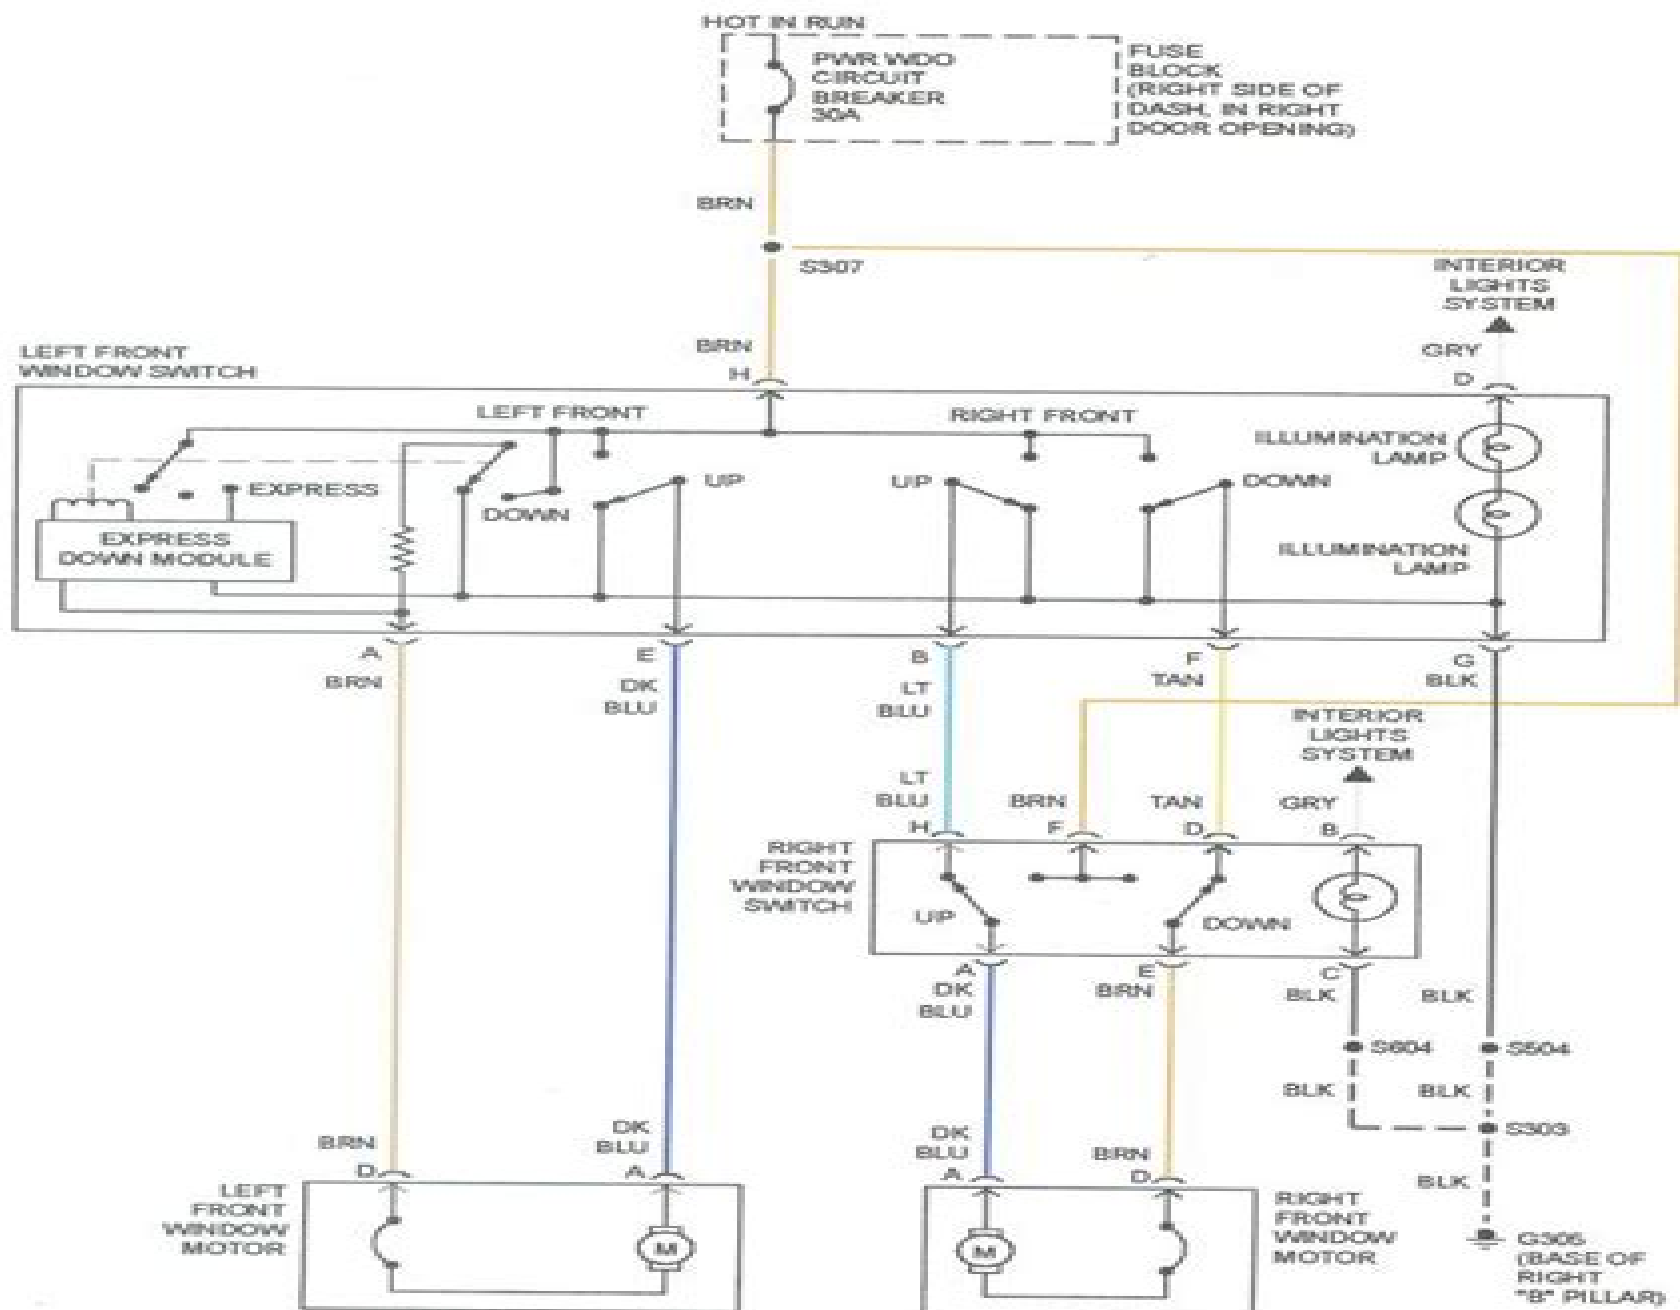 HOT IN RUN
PWR WDO
CIRCUIT
BREAKER
30A
FUSE
BLOCK
(RIGHT SIDE OF
DASH, IN RIGHT
DOOR OPENING)
BRN
S307
INTERIOR
LIGHTS
SYSTEM
BRN
GRY
H
D
LEFT FRONT
WINDOW SWITCH
LEFT FRONT
RIGHT FRONT
ILLUMINATION
LAMP
EXPRESS
DOWN
UP
UP
DOWN
EXPRESS
DOWN MODULE
ILLUMINATION
LAMP
A
BRN
E
DK
BLU
B
LT
BLU
F
TAN
G
BLK
INTERIOR
LIGHTS
SYSTEM
LT
BLU
BRN
TAN
GRY
H
F
D
B
RIGHT
FRONT
WINDOW
SWITCH
UP
DOWN
A
DK
BLU
E
BRN
C
BLK
BLK
S604
S504
BLK
BLK
S303
BRN
D
DK
BLU
A
DK
BLU
A
BRN
D
BLK
LEFT
FRONT
WINDOW
MOTOR
M
M
RIGHT
FRONT
WINDOW
MOTOR
G305
(BASE OF
RIGHT
"B" PILLAR)